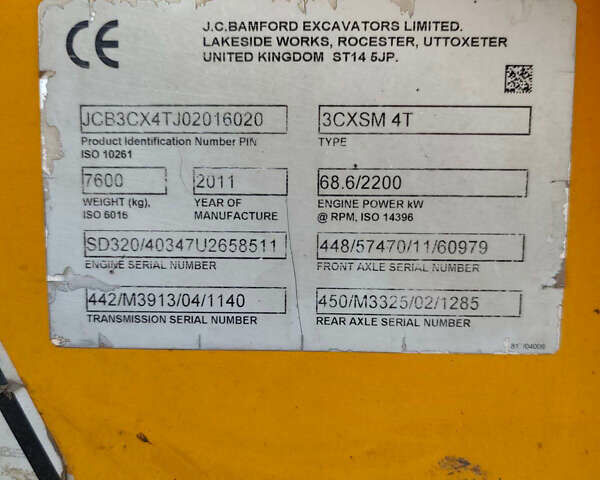 CE
J.C.BAMFORD EXCAVATORS LIMITED.
LAKESIDE WORKS, ROCESTER, UTTOXETER
UNITED KINGDOM ST14 5JP.
JCB3CX4TJ02016020
Product Identification Number PIN
ISO 10261
3CXSM 4T
TYPE
7600
WEIGHT (kg),
ISO 6016
2011
YEAR OF
MANUFACTURE
68.6/2200
ENGINE POWER kW
@ RPM, ISO 14396
SD320/40347U2658511
ENGINE SERIAL NUMBER
448/57470/11/60979
FRONT AXLE SERIAL NUMBER
442/M3913/04/1140
TRANSMISSION SERIAL NUMBER
450/M3325/02/1285
REAR AXLE SERIAL NUMBER